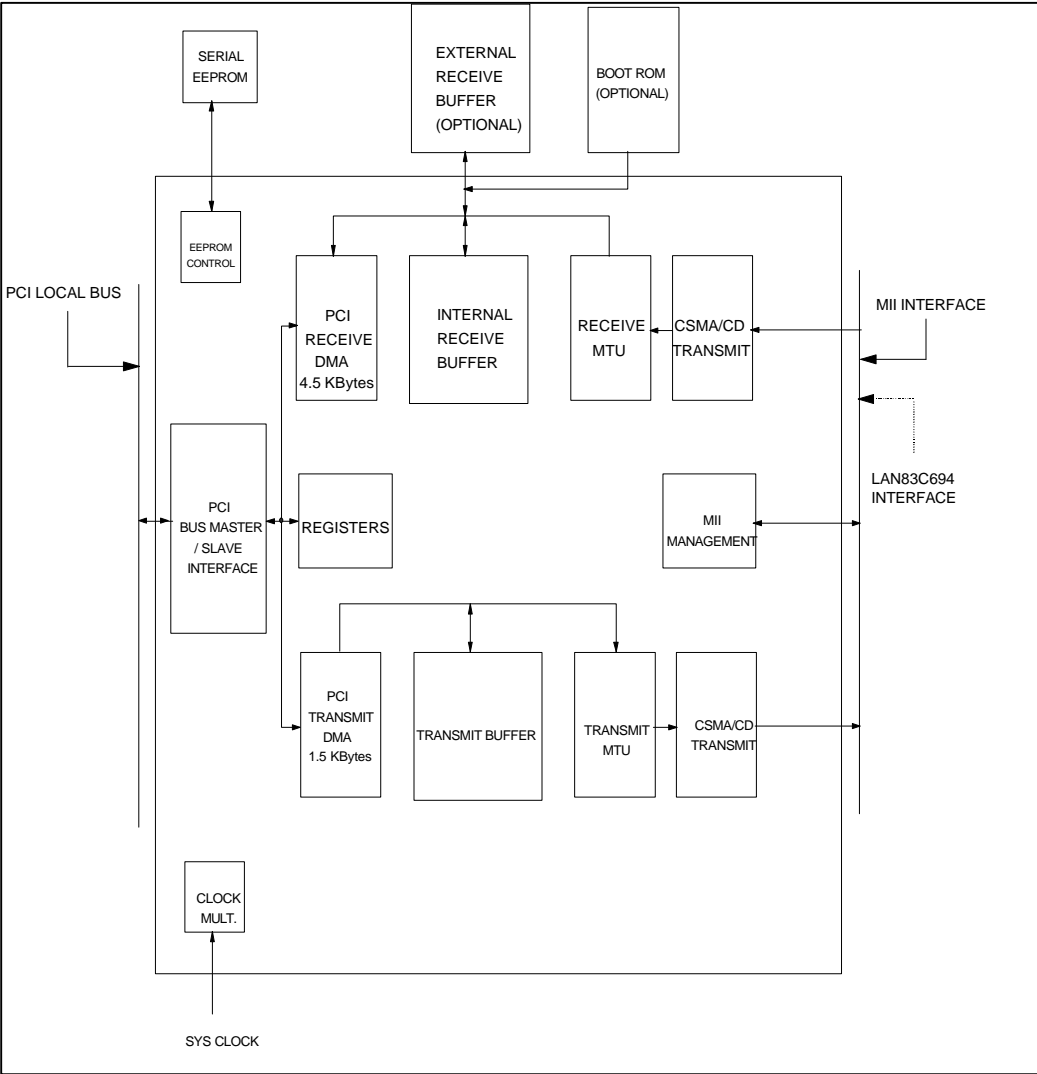 SERIAL
EEPROM
EXTERNAL
RECEIVE
BUFFER
(OPTIONAL)
BOOT ROM
(OPTIONAL)
EEPROM
CONTROL
PCI LOCAL BUS
PCI
RECEIVE
DMA
4.5 KBytes
INTERNAL
RECEIVE
BUFFER
RECEIVE
MTU
CSMA/CD
TRANSMIT
MII INTERFACE
LAN83C694
INTERFACE
PCI
BUS MASTER
/ SLAVE
INTERFACE
REGISTERS
MII
MANAGEMENT
PCI
TRANSMIT
DMA
1.5 KBytes
TRANSMIT BUFFER
TRANSMIT
MTU
CSMA/CD
TRANSMIT
CLOCK
MULT.
SYS CLOCK